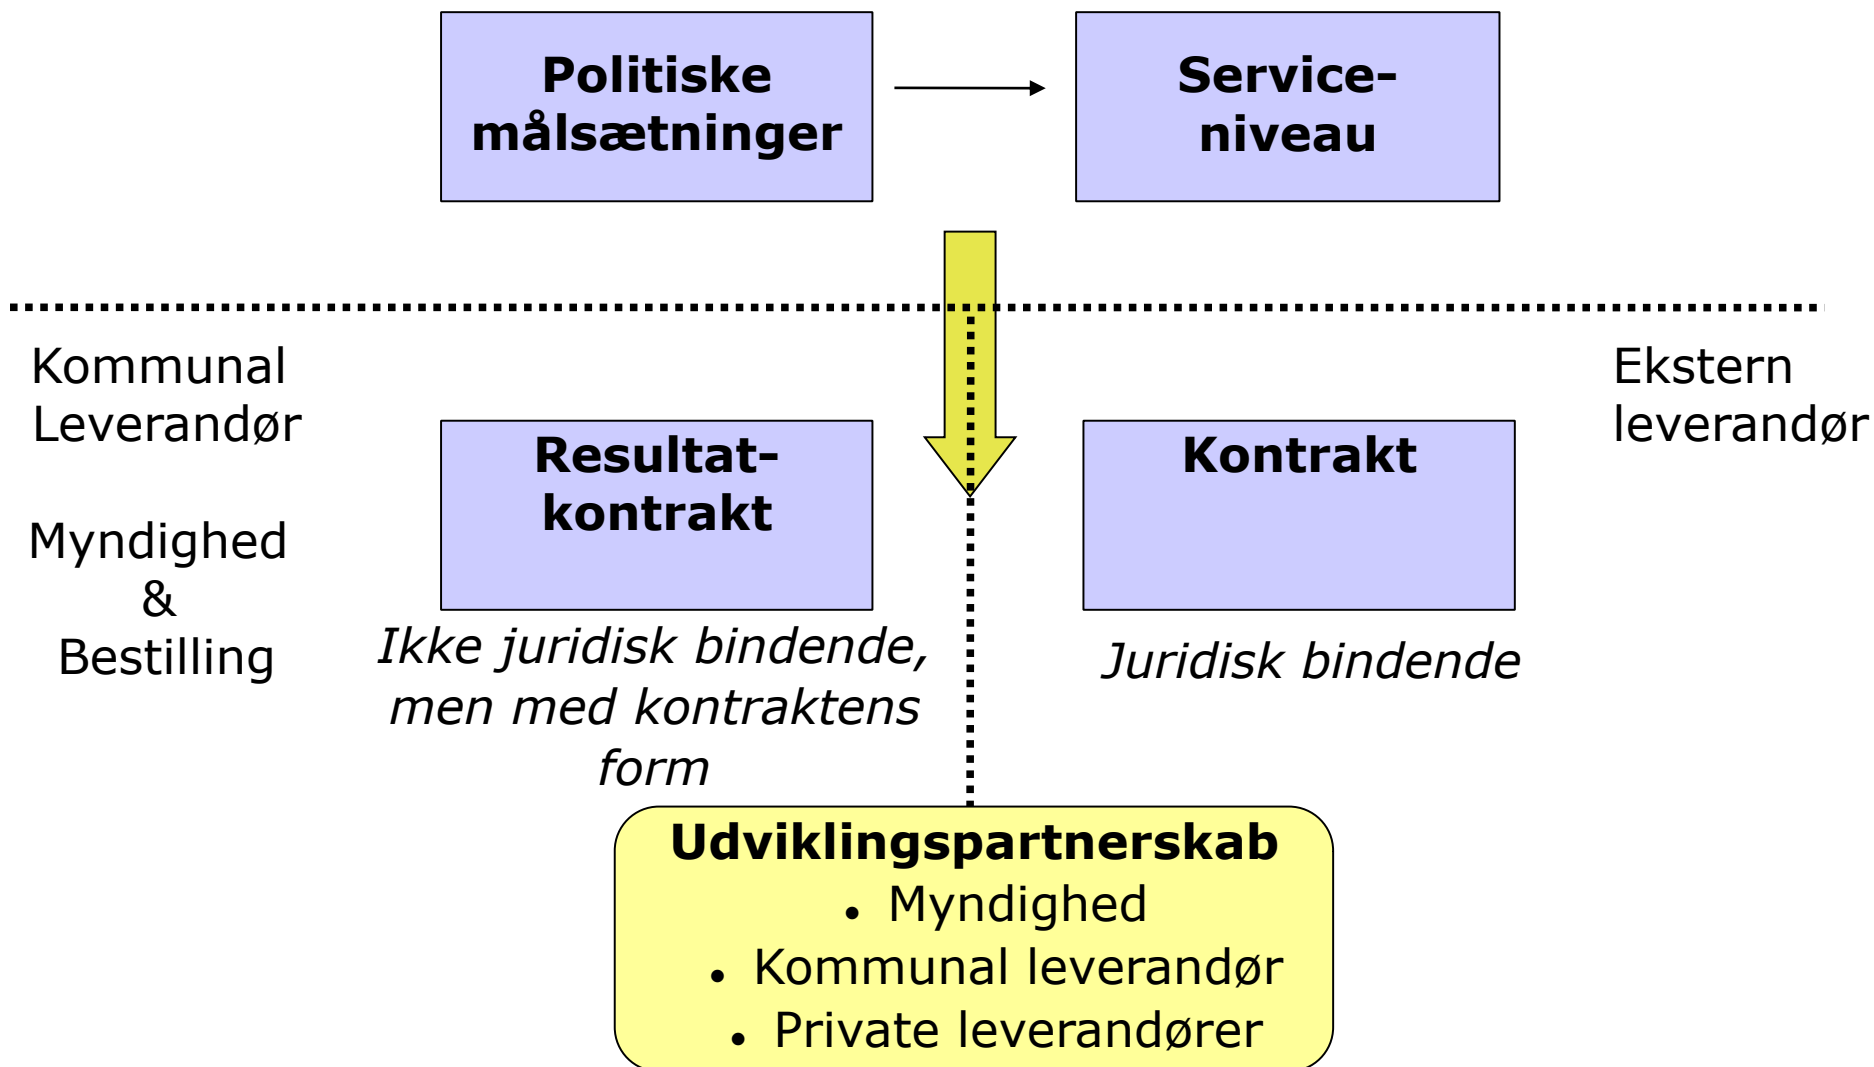 Politiske
målsætninger
Service-
niveau
Kommunal
Leverandør
Myndighed
&
Bestilling
Resultat-
kontrakt
Ikke juridisk bindende,
men med kontraktens
form
Kontrakt
Juridisk bindende
Ekstern
leverandør
Udviklingspartnerskab
• Myndighed
• Kommunal leverandør
• Private leverandører